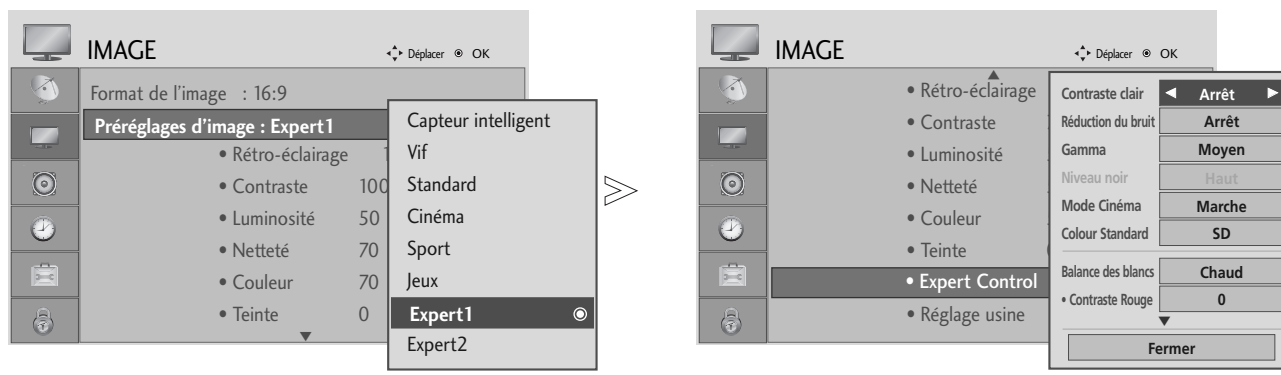 IMAGE
Déplacer OK
Format de l'image : 16:9
Préréglages d'image : Expert1
• Rétro-éclairage
• Contraste 100
• Luminosité 50
• Netteté 70
• Couleur 70
• Teinte 0
Capteur intelligent
Vif
Standard
Cinéma
Sport
Jeux
Expert1
Expert2
IMAGE
Déplacer OK
• Rétro-éclairage
• Contraste
• Luminosité
• Netteté
• Couleur
• Teinte
• Expert Control
• Réglage usine
Contraste clair Arrêt
Réduction du bruit Arrêt
Gamma Moyen
Niveau noir Haut
Mode Cinéma Marche
Colour Standard SD
Balance des blancs Chaud
• Contraste Rouge 0
Fermer